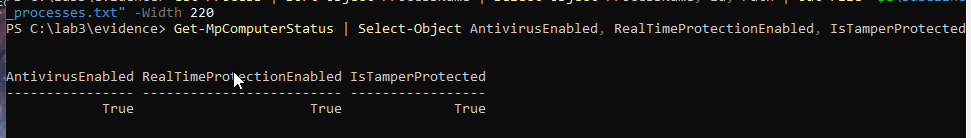 _processes.txt" -Width 220
PS C:\lab3\evidence> Get-MpComputerStatus | Select-Object AntivirusEnabled, RealTimeProtectionEnabled, IsTamperProtected
AntivirusEnabled RealTimeProtectionEnabled IsTamperProtected
---------------- ------------------------- -----------------
True True True